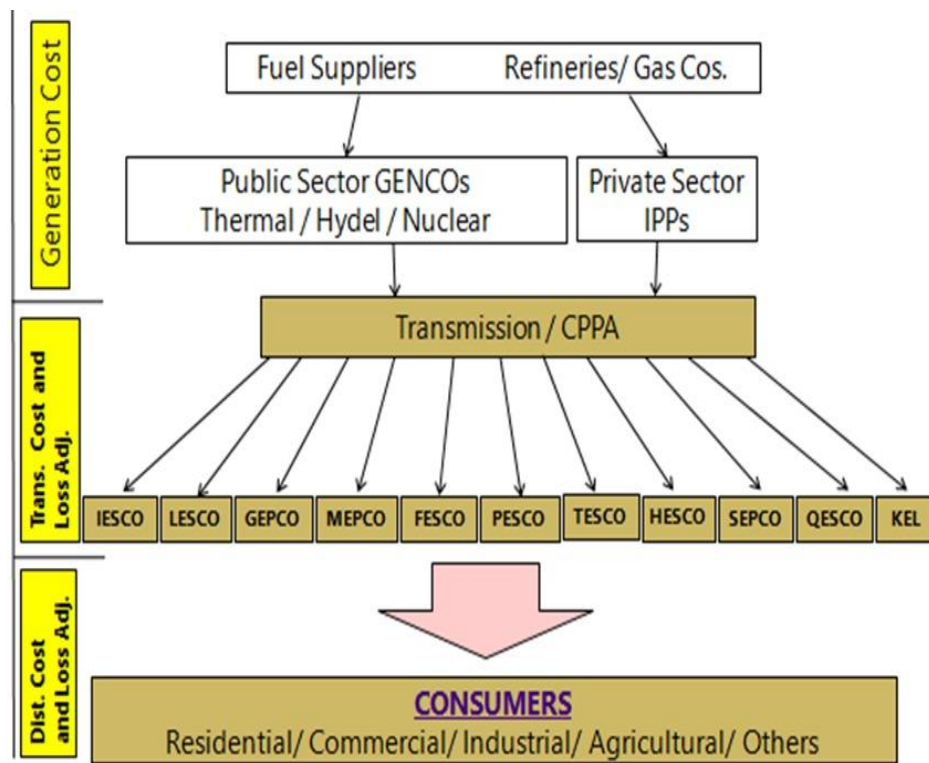 Generation Cost
Fuel Suppliers Refineries/ Gas Cos.
Public Sector GENCOs
Thermal / Hydel / Nuclear
Private Sector
IPPs
Trans. Cost and
Loss Adj.
Transmission / CPPA
IESCO LESCO GEPCO MEPCO FESCO PESCO TESCO HESCO SEPCO QESCO KEL
Dist. Cost
and Loss Adj.
CONSUMERS
Residential/ Commercial/ Industrial/ Agricultural/ Others